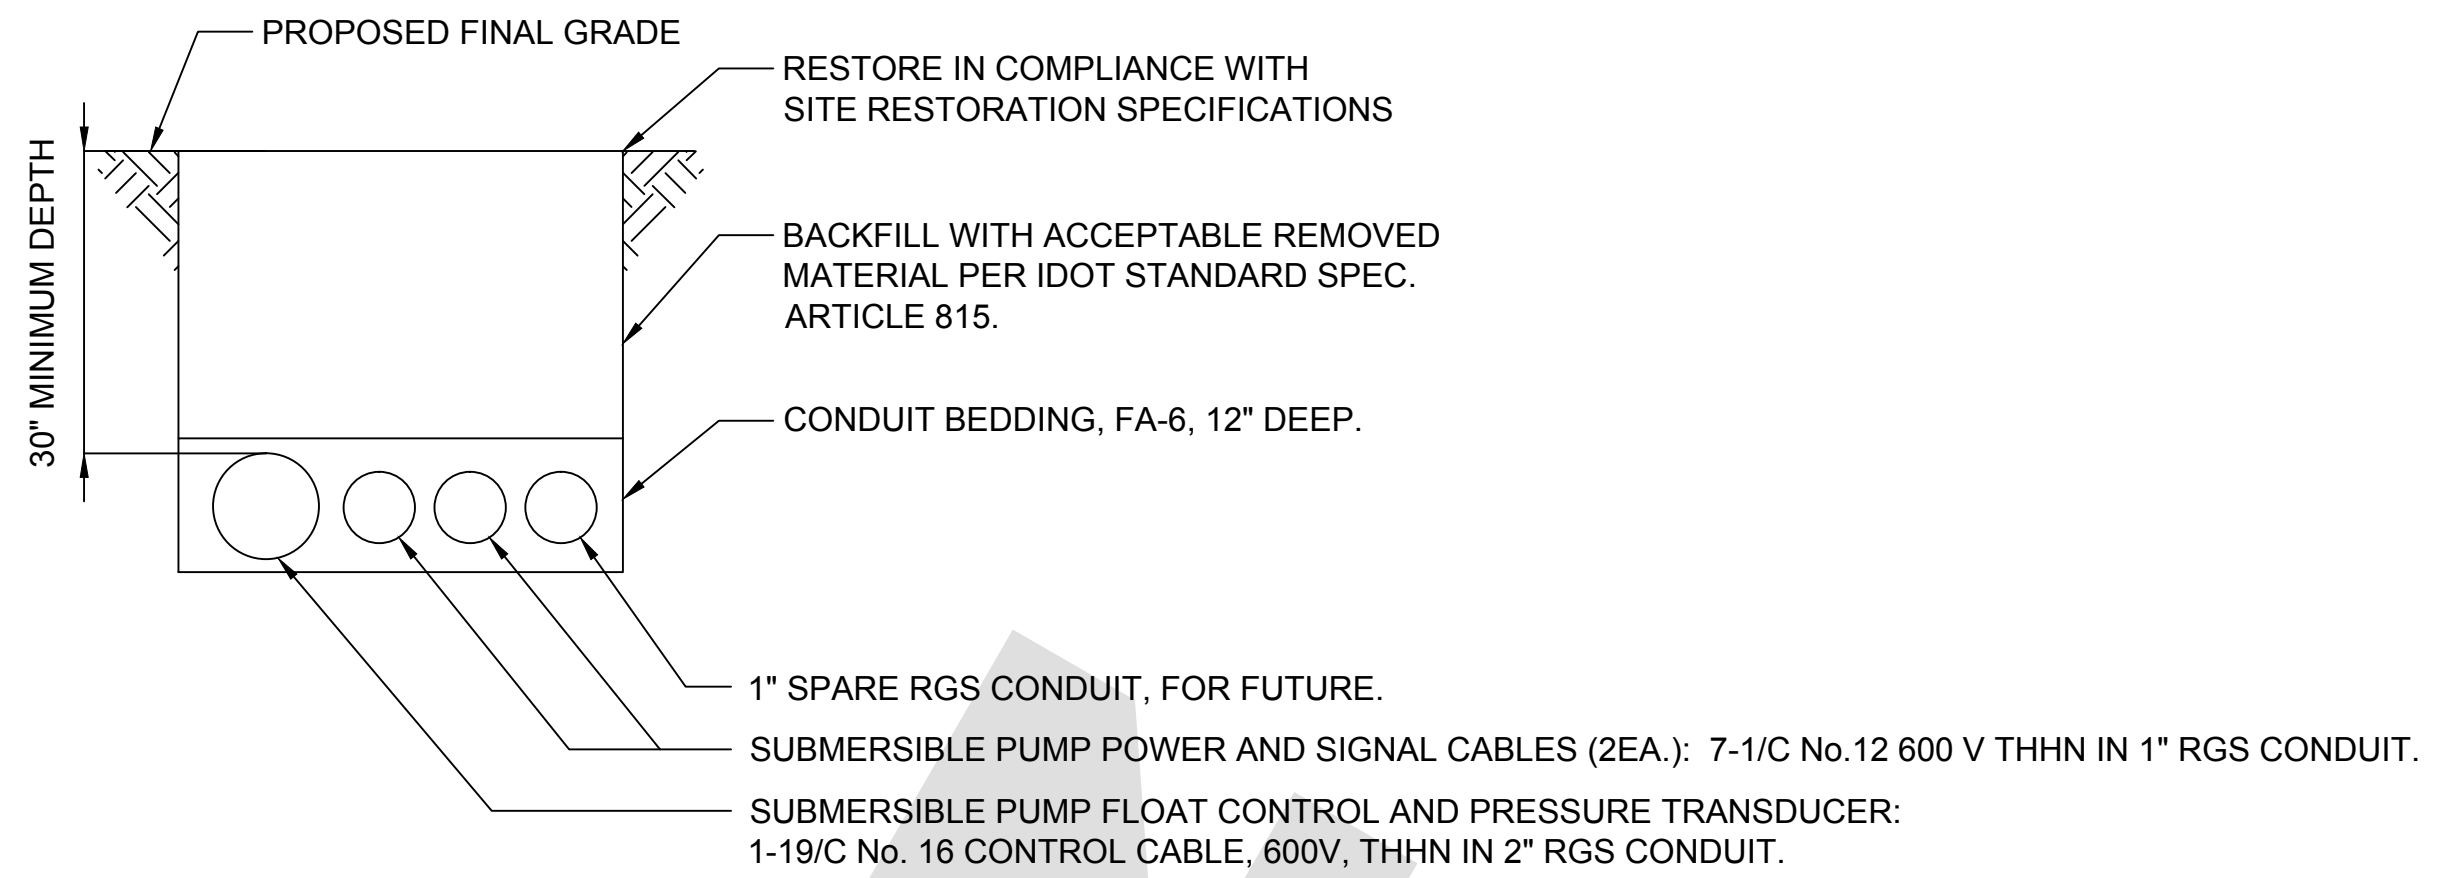 PROPOSED FINAL GRADE
RESTORE IN COMPLIANCE WITH
SITE RESTORATION SPECIFICATIONS
30" MINIMUM DEPTH
BACKFILL WITH ACCEPTABLE REMOVED
MATERIAL PER IDOT STANDARD SPEC.
ARTICLE 815.
CONDUIT BEDDING, FA-6, 12" DEEP.
1" SPARE RGS CONDUIT, FOR FUTURE.
SUBMERSIBLE PUMP POWER AND SIGNAL CABLES (2EA.): 7-1/C No.12 600 V THHN IN 1" RGS CONDUIT.
SUBMERSIBLE PUMP FLOAT CONTROL AND PRESSURE TRANSDUCER:
1-19/C No. 16 CONTROL CABLE, 600V, THHN IN 2" RGS CONDUIT.